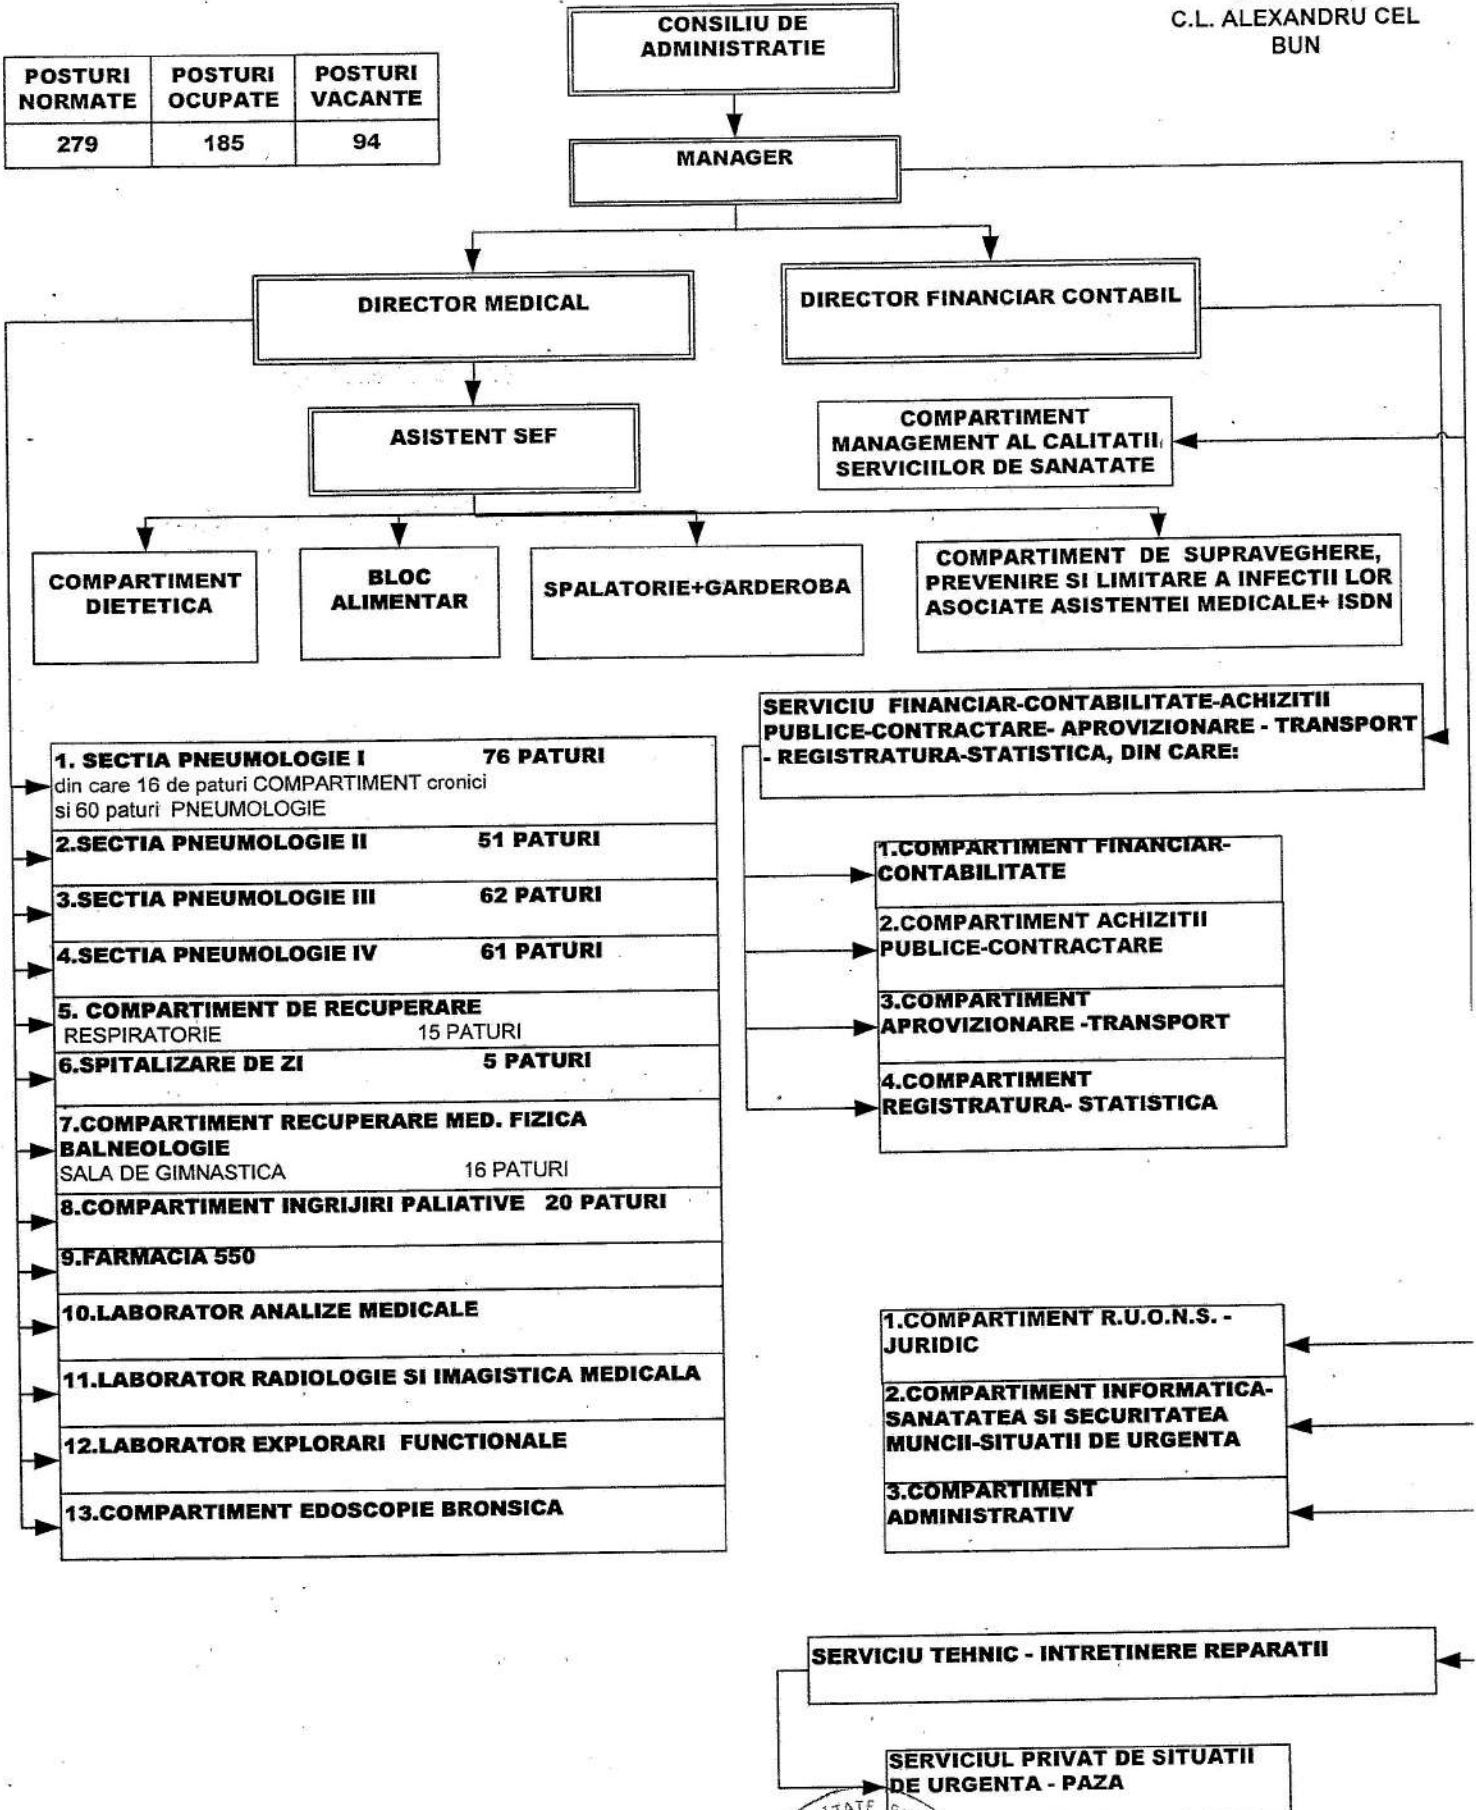 CONSILIU DE
ADMINISTRATIE
C.L. ALEXANDRU CEL
BUN
POSTURI NORMATE
POSTURI OCUPATE
POSTURI VACANTE
279
185
94
MANAGER
DIRECTOR MEDICAL
DIRECTOR FINANCIAR CONTABIL
ASISTENT SEF
COMPARTIMENT
MANAGEMENT AL CALITATII
SERVICIILOR DE SANATATE
COMPARTIMENT
DIETETICA
BLOC
ALIMENTAR
SPALATORIE+GARDEROBA
COMPARTIMENT DE SUPRAVEGHERE,
PREVENIRE SI LIMITARE A INFECTII LOR
ASOCIATE ASISTENTEI MEDICALE+ ISDN
SERVICIU FINANCIAR-CONTABILITATE-ACHIZITII
PUBLICE-CONTRACTARE- APROVIZIONARE - TRANSPORT
- REGISTRATURA-STATISTICA, DIN CARE:
1. SECTIA PNEUMOLOGIE I 76 PATURI
din care 16 de paturi COMPARTIMENT cronici
si 60 paturi PNEUMOLOGIE
2.SECTIA PNEUMOLOGIE II 51 PATURI
3.SECTIA PNEUMOLOGIE III 62 PATURI
4.SECTIA PNEUMOLOGIE IV 61 PATURI
5. COMPARTIMENT DE RECUPERARE
RESPIRATORIE 15 PATURI
6.SPITALIZARE DE ZI 5 PATURI
7.COMPARTIMENT RECUPERARE MED. FIZICA
BALNEOLOGIE
SALA DE GIMNASTICA 16 PATURI
8.COMPARTIMENT INGRIJIRI PALIATIVE 20 PATURI
9.FARMACIA 550
10.LABORATOR ANALIZE MEDICALE
11.LABORATOR RADIOLOGIE SI IMAGISTICA MEDICALA
12.LABORATOR EXPLORARI FUNCTIONALE
13.COMPARTIMENT EDOSCOPIE BRONSICA
1.COMPARTIMENT FINANCIAR-
CONTABILITATE
2.COMPARTIMENT ACHIZITII
PUBLICE-CONTRACTARE
3.COMPARTIMENT
APROVIZIONARE -TRANSPORT
4.COMPARTIMENT
REGISTRATURA- STATISTICA
1.COMPARTIMENT R.U.O.N.S. -
JURIDIC
2.COMPARTIMENT INFORMATICA-
SANATATEA SI SECURITATEA
MUNCII-SITUATII DE URGENTA
3.COMPARTIMENT
ADMINISTRATIV
SERVICIU TEHNIC - INTRETINERE REPARATII
SERVICIUL PRIVAT DE SITUATII
DE URGENTA - PAZA